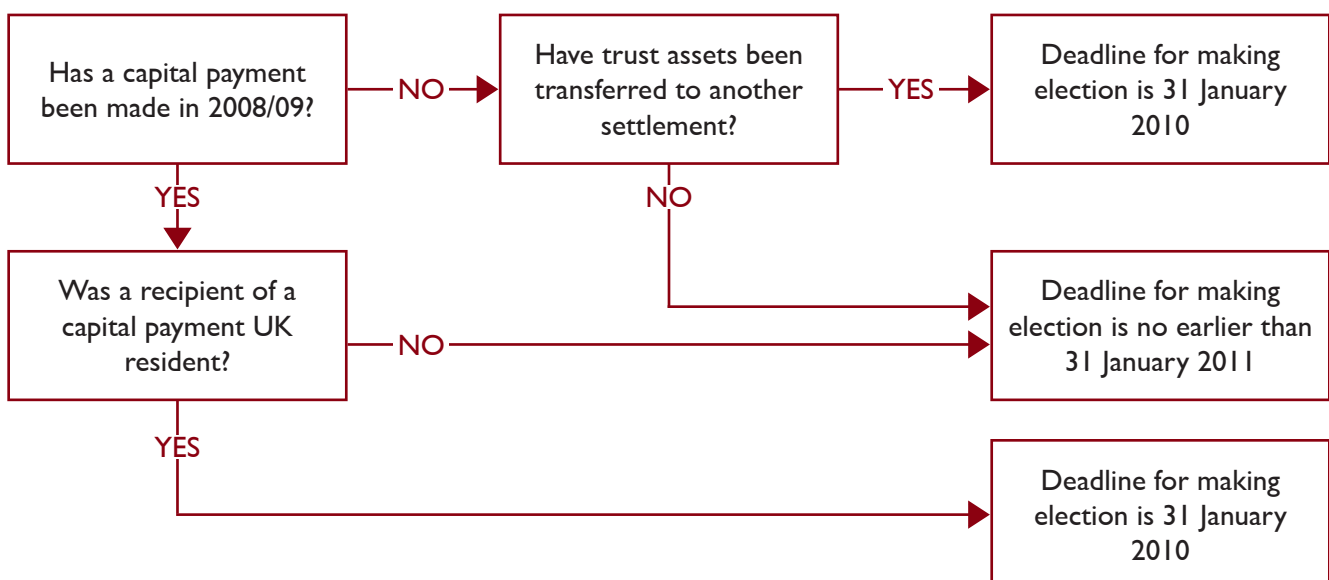 Has a capital payment
been made in 2008/09?
NO
Have trust assets been
transferred to another
settlement?
YES
Deadline for making
election is 31 January
2010
YES
NO
Was a recipient of a
capital payment UK
resident?
NO
Deadline for making
election is no earlier than
31 January 2011
YES
Deadline for making
election is 31 January
2010